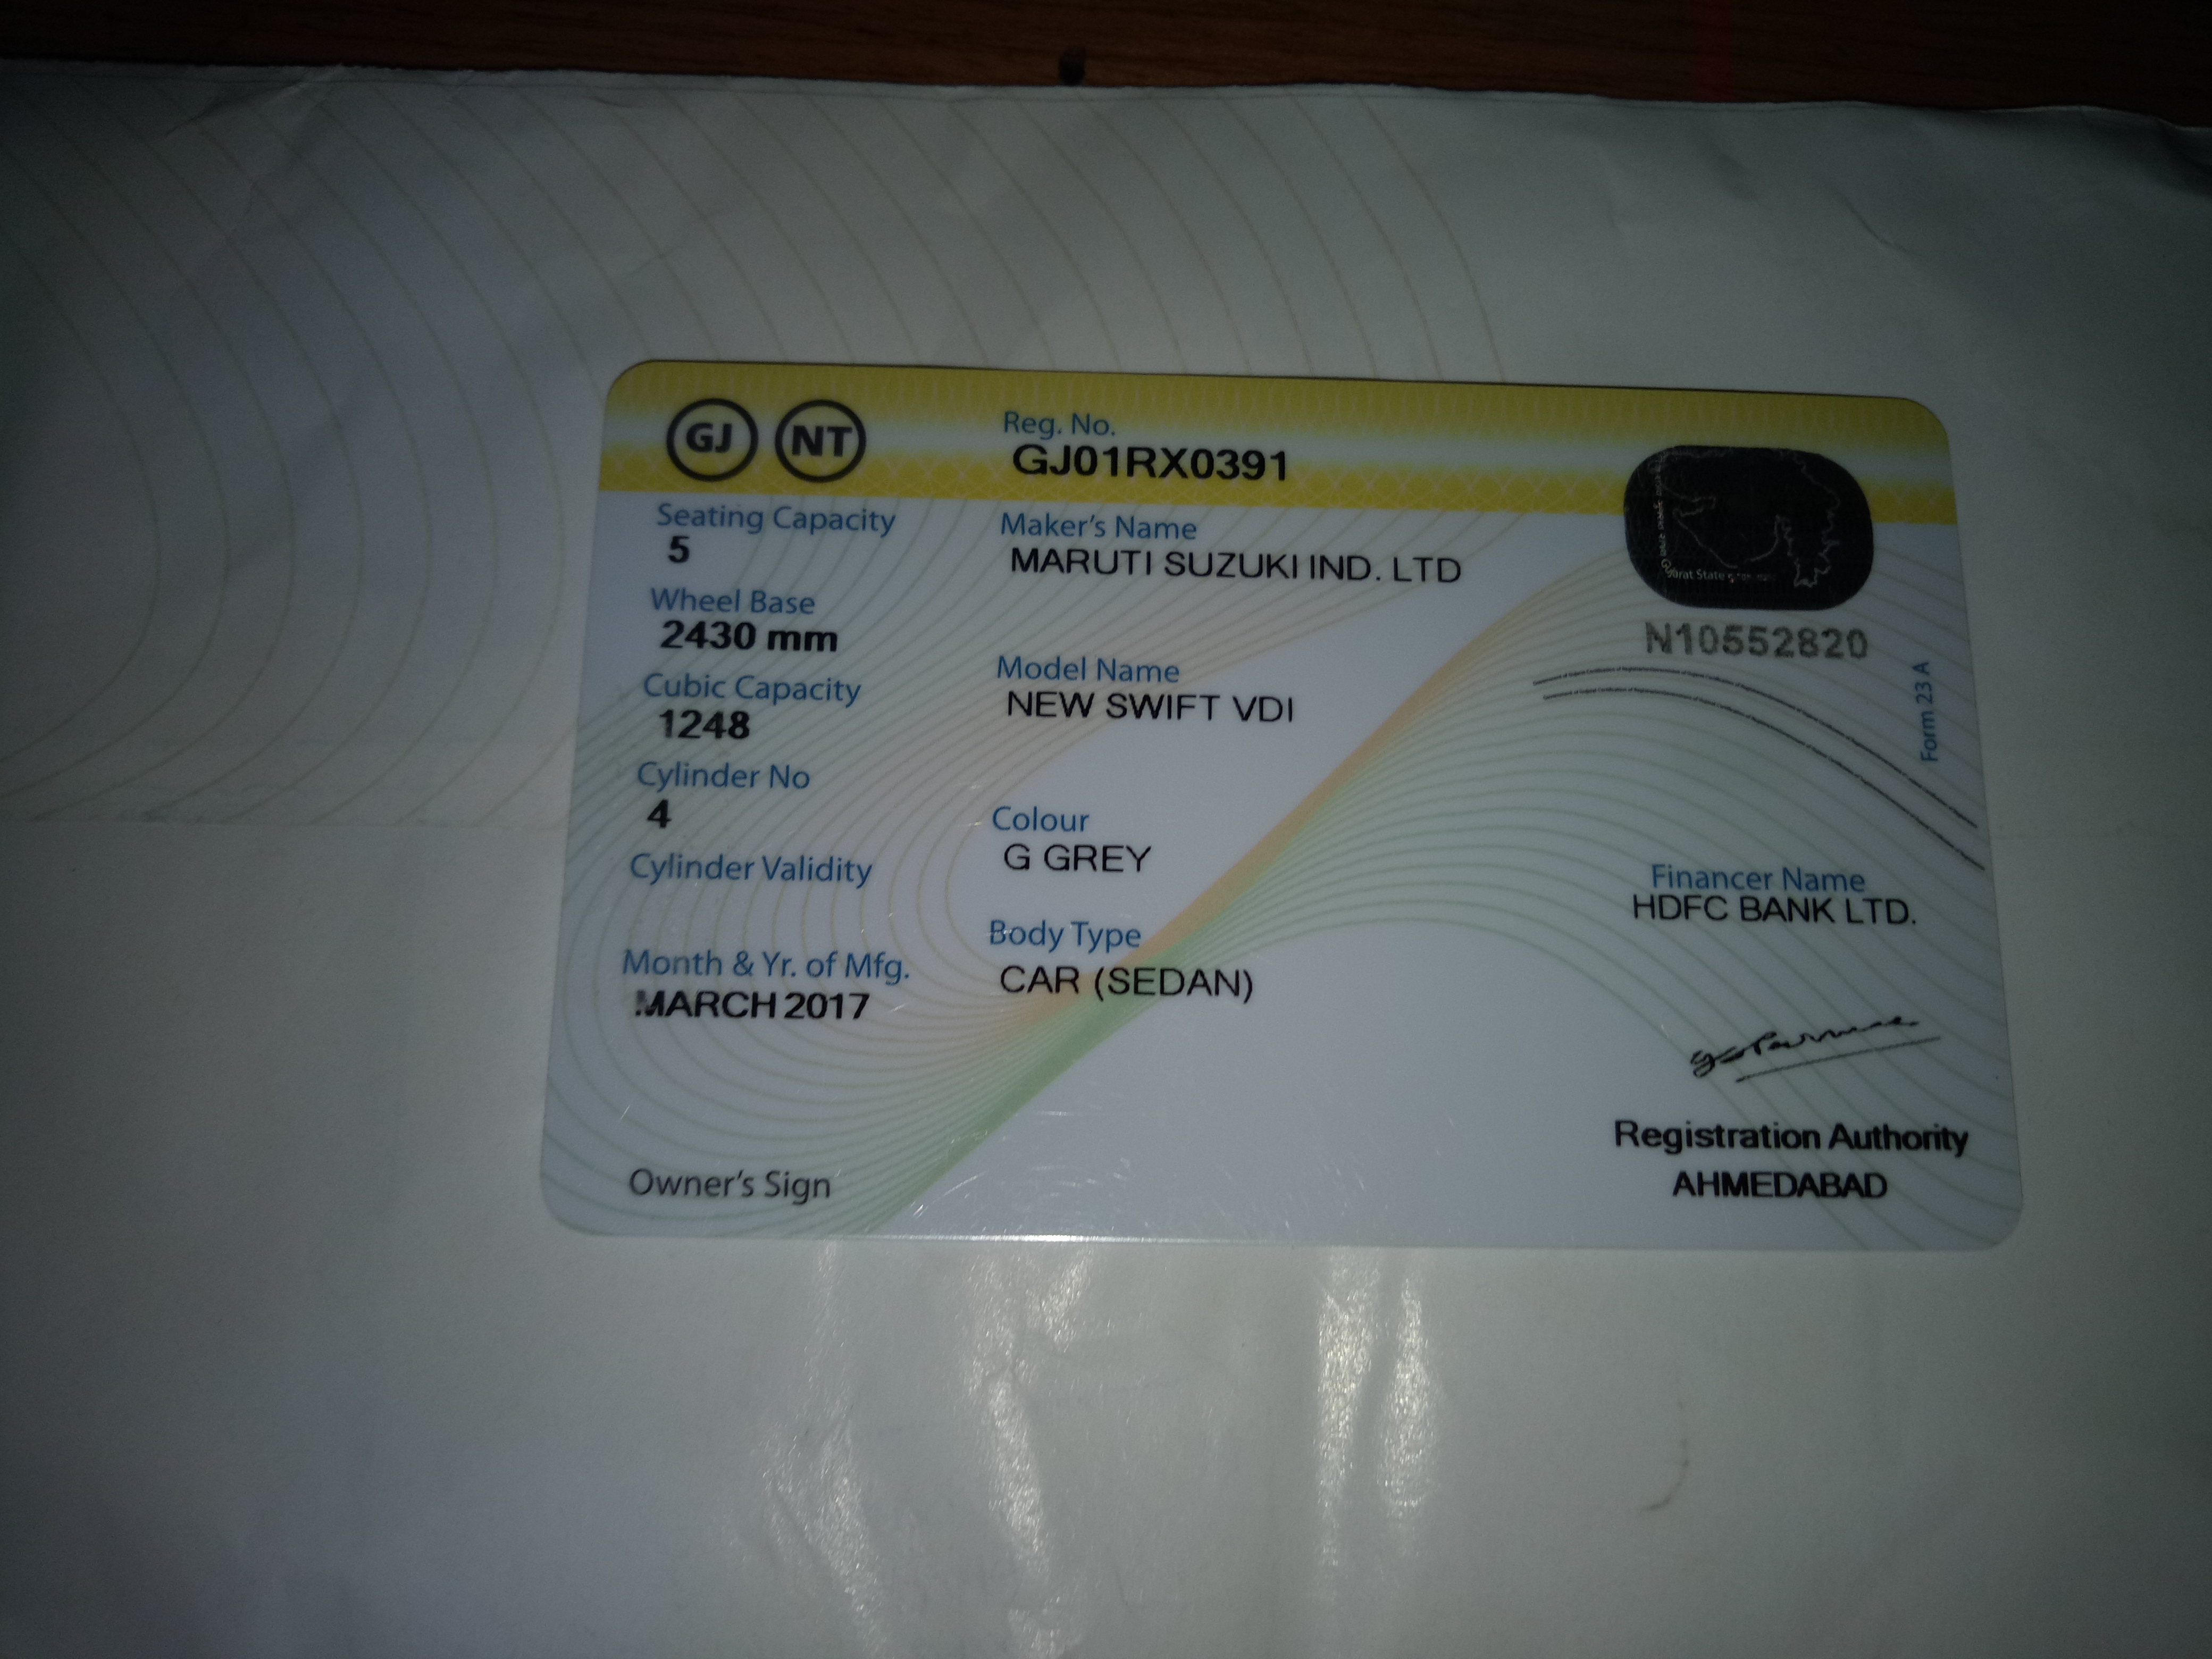 GJ NT
Reg. No.
GJ01RX0391
Seating Capacity
5
Wheel Base
2430 mm
Cubic Capacity
1248
Cylinder No
4
Cylinder Validity
Month & Yr. of Mfg.
MARCH 2017
Owner's Sign
Maker's Name
MARUTI SUZUKI IND. LTD
Model Name
NEW SWIFT VDI
Colour
G GREY
Body Type
CAR (SEDAN)
N10552820
Form 23 A
Financer Name
HDFC BANK LTD.
Registration Authority
AHMEDABAD